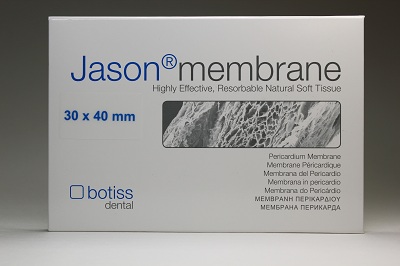 Jason®membrane
Highly Effective, Resorbable Natural Soft Tissue
30 x 40 mm
Pericardium Membrane
Membrane Péricardique
Membrana del Pericardio
Membrana in pericardio
Membrana do Pericárdio
ΜΕΜΒΡΑΝΗ ΠΕΡΙΚΑΡΔΙΟΥ
МЕМБРАНА ПЕРИКАРДА
botiss
dental